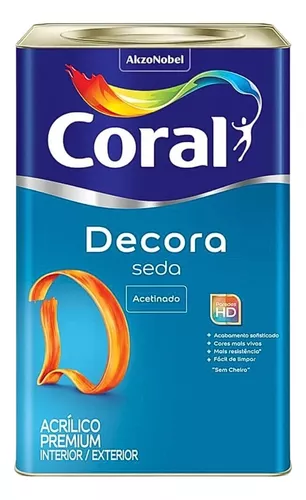 AkzoNobel
Coral
Decora
seda
Acetinado
Paredes
HD
+ Acabamento sofisticado
+ Cores mais vivas
+ Mais resistência*
+ Fácil de limpar
"Sem Cheiro"
ACRÍLICO
PREMIUM
INTERIOR / EXTERIOR